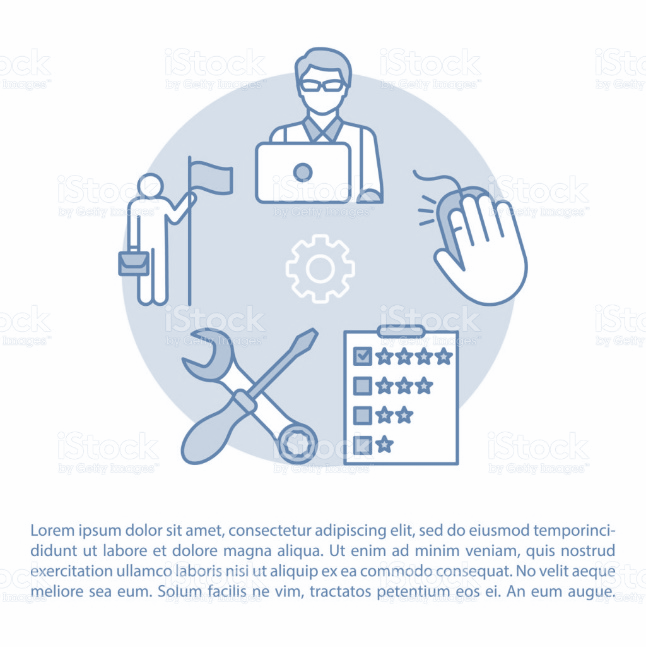 Lorem ipsum dolor sit amet, consectetur adipiscing elit, sed do eiusmod temporinci-
didunt ut labore et dolore magna aliqua. Ut enim ad minim veniam, quis nostrud
exercitation ullamco laboris nisi ut aliquip ex ea commodo consequat. No velit aeque
meliore sea eum. Solum facilis ne vim, tractatos petentium eos ei. An eum augue.